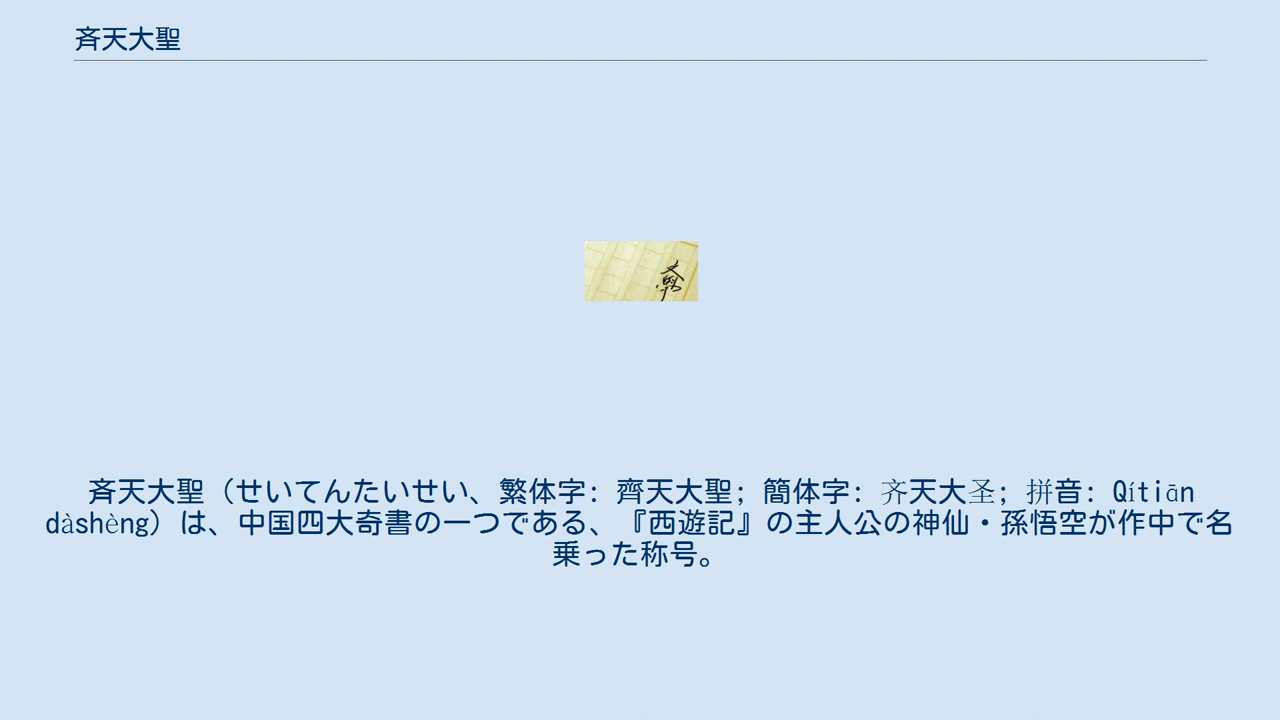 斉天大聖
斉天大聖（せいてんたいせい、繁体字: 齊天大聖; 簡体字: 齐天大圣; 拼音: Qítiān
dàshèng）は、中国四大奇書の一つである、『西遊記』の主人公の神仙・孫悟空が作中で名
乗った称号。